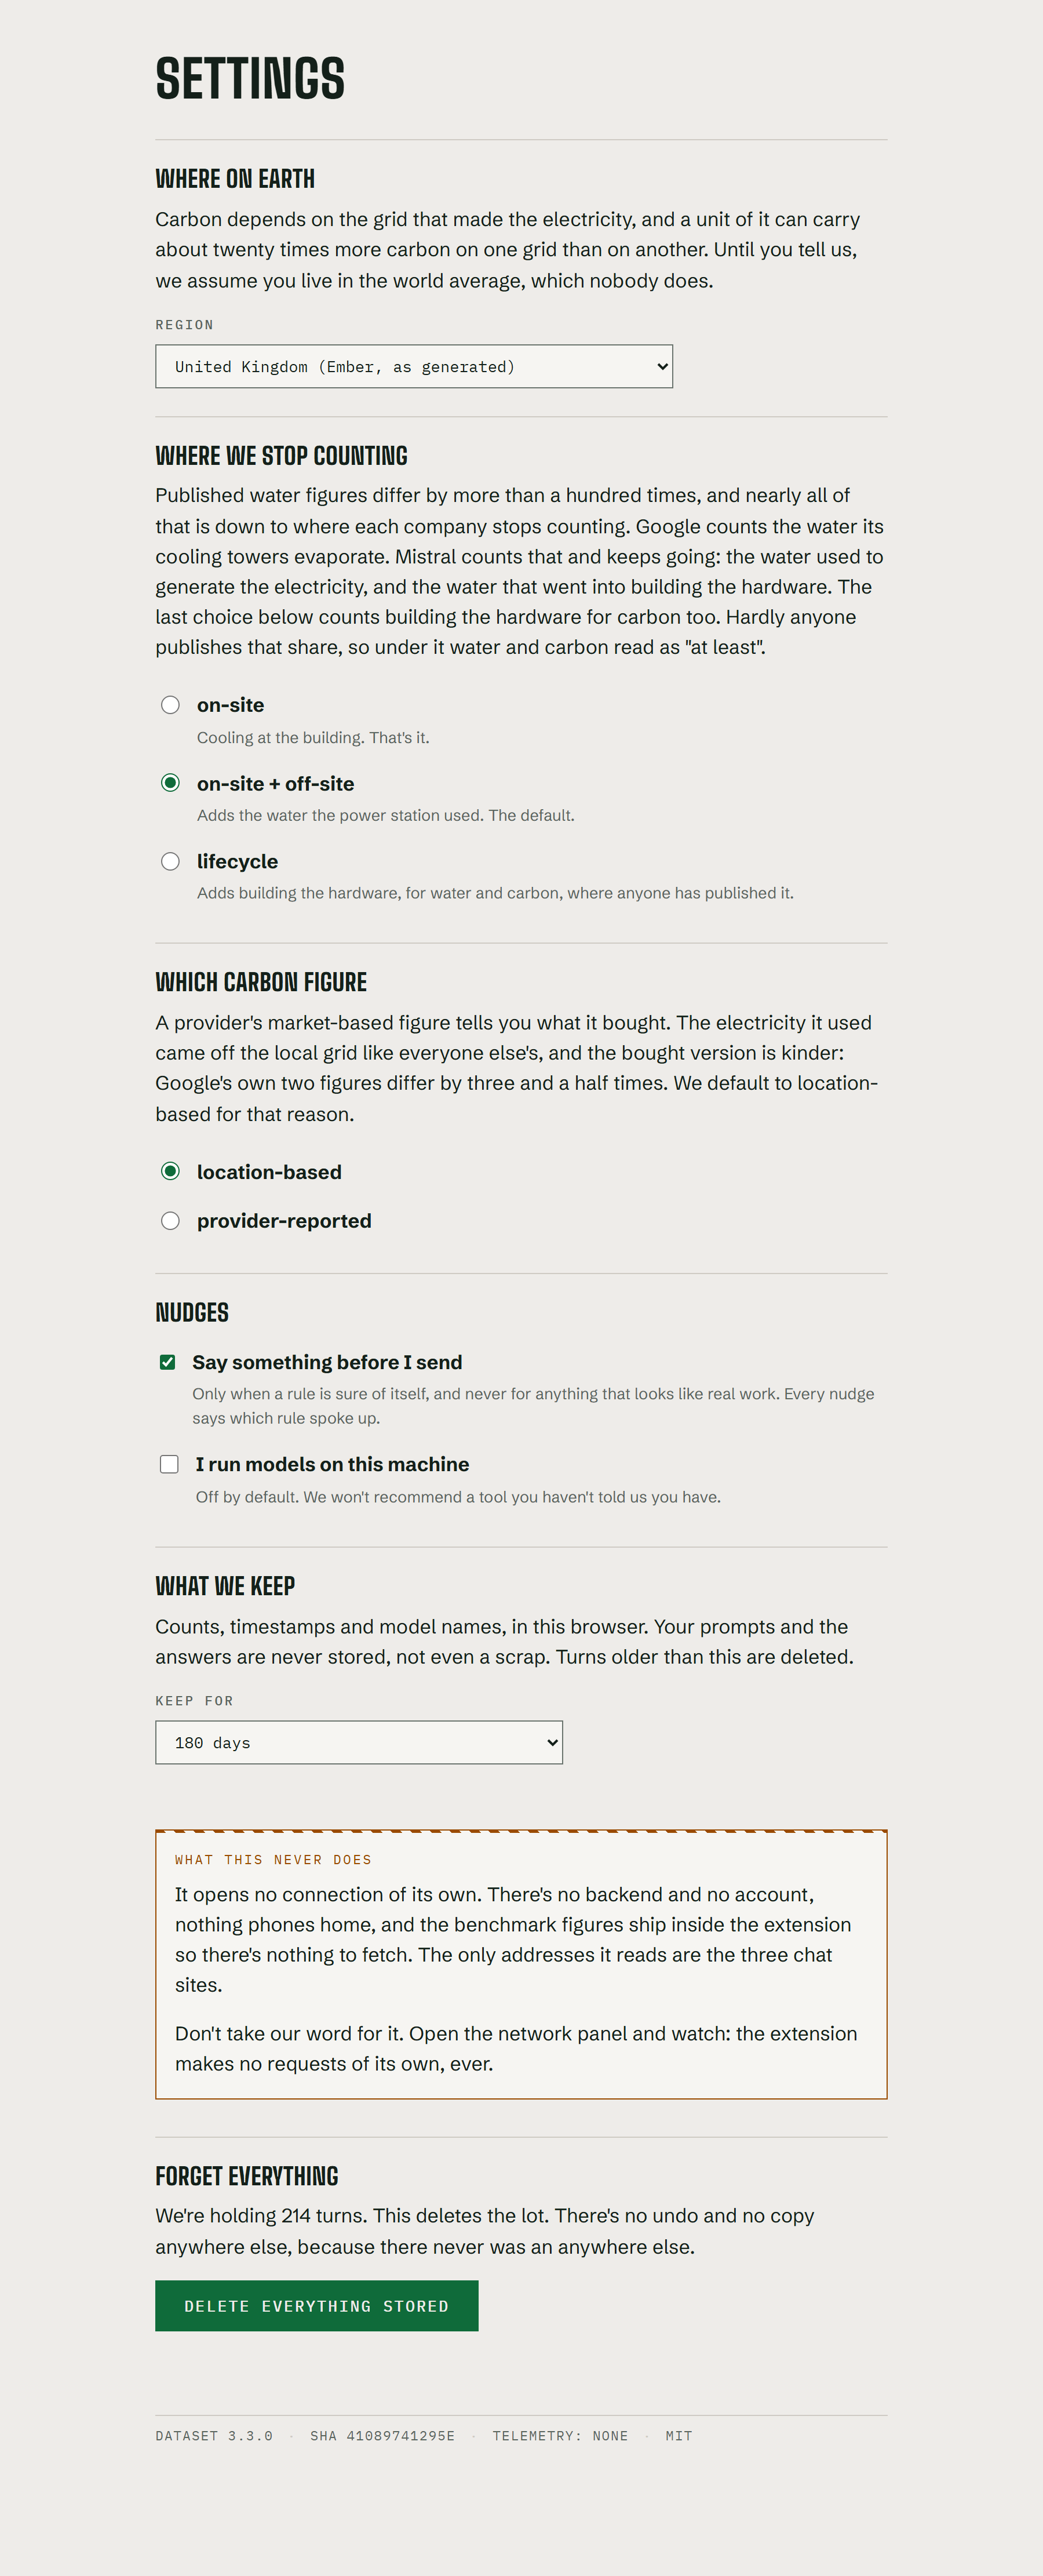 SETTINGS
WHERE ON EARTH
Carbon depends on the grid that made the electricity, and a unit of it can carry
about twenty times more carbon on one grid than on another. Until you tell us,
we assume you live in the world average, which nobody does.
REGION
United Kingdom (Ember, as generated)
WHERE WE STOP COUNTING
Published water figures differ by more than a hundred times, and nearly all of
that is down to where each company stops counting. Google counts the water its
cooling towers evaporate. Mistral counts that and keeps going: the water used to
generate the electricity, and the water that went into building the hardware. The
last choice below counts building the hardware for carbon too. Hardly anyone
publishes that share, so under it water and carbon read as "at least".
on-site
Cooling at the building. That's it.
on-site + off-site
Adds the water the power station used. The default.
lifecycle
Adds building the hardware, for water and carbon, where anyone has published it.
WHICH CARBON FIGURE
A provider's market-based figure tells you what it bought. The electricity it used
came off the local grid like everyone else's, and the bought version is kinder:
Google's own two figures differ by three and a half times. We default to location-
based for that reason.
location-based
provider-reported
NUDGES
Say something before I send
Only when a rule is sure of itself, and never for anything that looks like real work. Every nudge
says which rule spoke up.
I run models on this machine
Off by default. We won't recommend a tool you haven't told us you have.
WHAT WE KEEP
Counts, timestamps and model names, in this browser. Your prompts and the
answers are never stored, not even a scrap. Turns older than this are deleted.
KEEP FOR
180 days
WHAT THIS NEVER DOES
It opens no connection of its own. There's no backend and no account,
nothing phones home, and the benchmark figures ship inside the extension
so there's nothing to fetch. The only addresses it reads are the three chat
sites.
Don't take our word for it. Open the network panel and watch: the extension
makes no requests of its own, ever.
FORGET EVERYTHING
We're holding 214 turns. This deletes the lot. There's no undo and no copy
anywhere else, because there never was an anywhere else.
DELETE EVERYTHING STORED
DATASET 3.3.0 · SHA 41089741295E · TELEMETRY: NONE · MIT